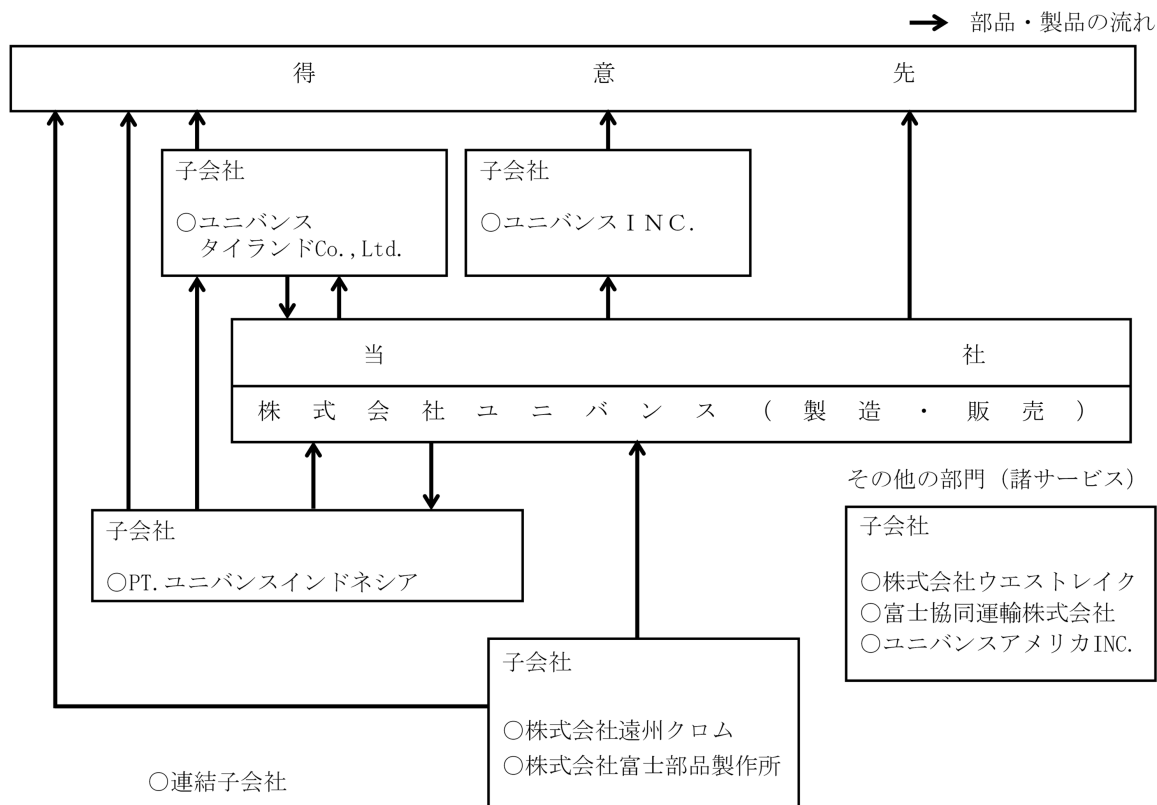 部品・製品の流れ
得意先
子会社
○ユニバンス
タイランドCo.,Ltd.
子会社
○ユニバンスＩＮＣ.
当社
株式会社ユニバンス(製造・販売)
その他の部門(諸サービス)
子会社
○PT.ユニバンスインドネシア
子会社
○株式会社ウエストレイク
○富士協同運輸株式会社
○ユニバンスアメリカINC.
子会社
○株式会社遠州クロム
○株式会社富士部品製作所
○連結子会社